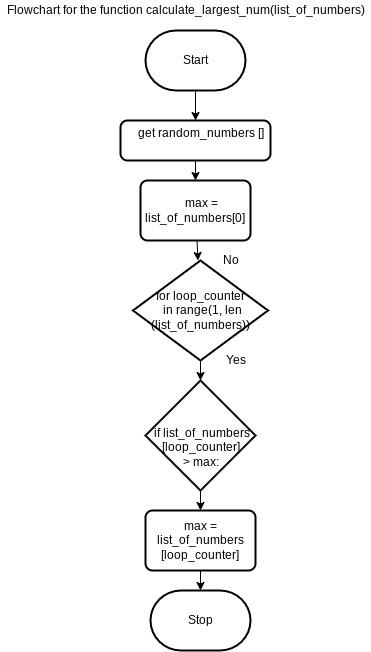 Flowchart for the function calculate_largest_num(list_of_numbers)
Start
get random_numbers []
max =
list_of_numbers[0]
No
for loop_counter
in range(1, len
(list_of_numbers))
Yes
if list_of_numbers
[loop_counter]
> max:
max =
list_of_numbers
[loop_counter]
Stop